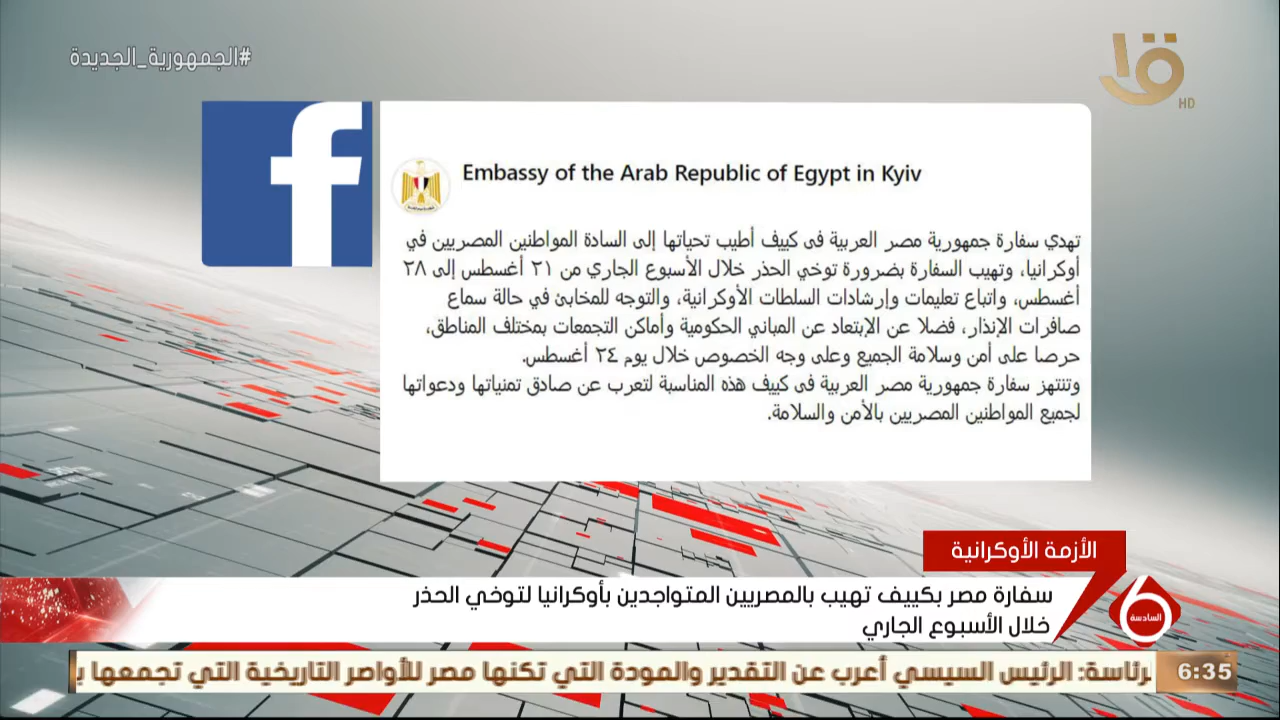 #الجمهورية_الجديدة
HD
Embassy of the Arab Republic of Egypt in Kyiv
تهدي سفارة جمهورية مصر العربية فى كييف أطيب تحياتها إلى السادة المواطنين المصريين في
أوكرانيا، وتهيب السفارة بضرورة توخي الحذر خلال الأسبوع الجاري من ٢١ أغسطس إلى ٢٨
أغسطس، واتباع تعليمات وإرشادات السلطات الأوكرانية، والتوجه للمخابئ في حالة سماع
صافرات الإنذار، فضلا عن الإبتعاد عن المباني الحكومية وأماكن التجمعات بمختلف المناطق،
حرصا على أمن وسلامة الجميع وعلى وجه الخصوص خلال يوم ٢٤ أغسطس.
وتنتهز سفارة جمهورية مصر العربية فى كييف هذه المناسبة لتعرب عن صادق تمنياتها ودعواتها
لجميع المواطنين المصريين بالأمن والسلامة.
الأزمة الأوكرانية
سفارة مصر بكييف تهيب بالمصريين المتواجدين بأوكرانيا لتوخي الحذر
خلال الأسبوع الجاري
السادسة
6:35
الرئيس السيسي أعرب عن التقدير والمودة التي تكنها مصر للأواصر التاريخية التي تجمعها